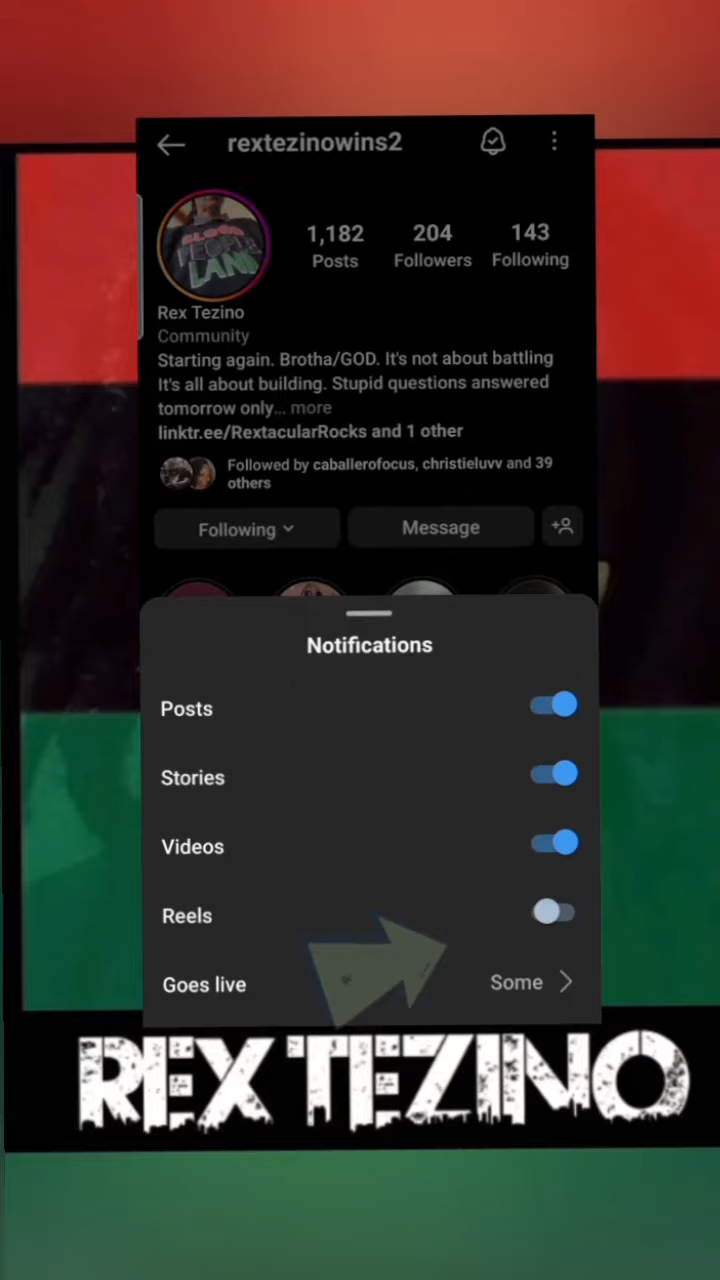 rextezinowins2
1,182 204 143
Posts Followers Following
Rex Tezino
Community
Starting again. Brotha/GOD. It's not about battling
It's all about building. Stupid questions answered
tomorrow only... more
linktr.ee/RextacularRocks and 1 other
Followed by caballerofocus, christieluvv and 39
others
Following Message
Notifications
Posts
Stories
Videos
Reels
Goes live Some
REX TEZINO